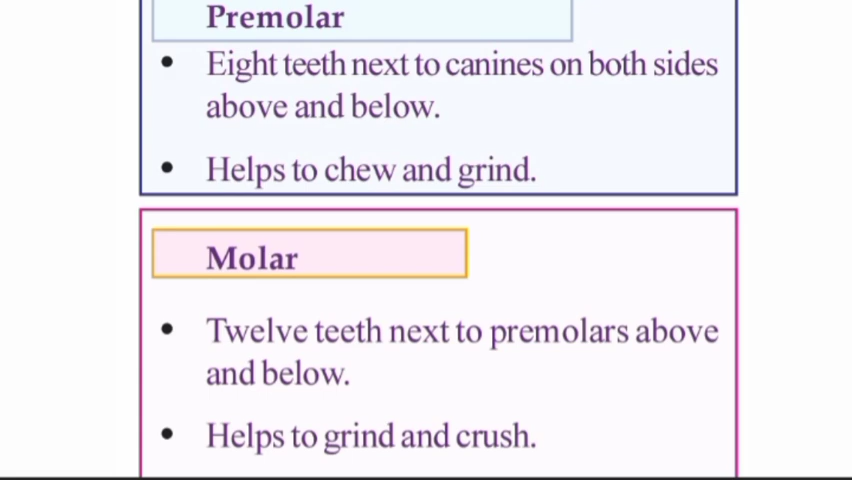 Premolar
• Eight teeth next to canines on both sides
above and below.
• Helps to chew and grind.
Molar
• Twelve teeth next to premolars above
and below.
• Helps to grind and crush.